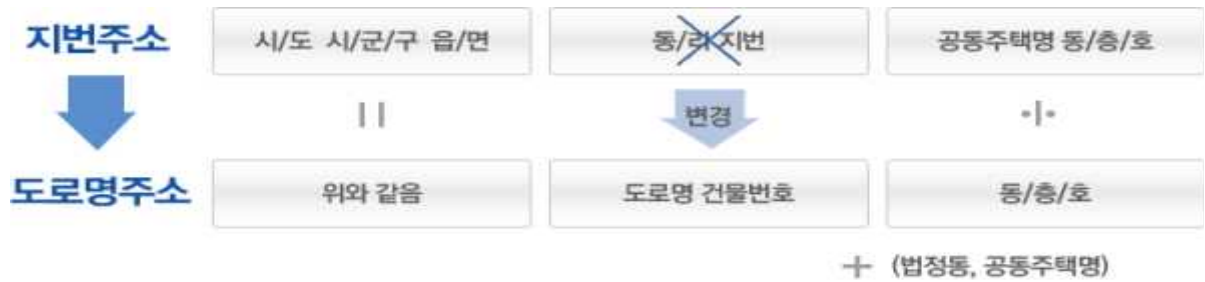 지번주소 시/도 시/군/구 읍/면 동/리 지번 공동주택명 동/층/호
변경
도로명주소 위와 같음 도로명 건물번호 동/층/호
+ (법정동, 공동주택명)